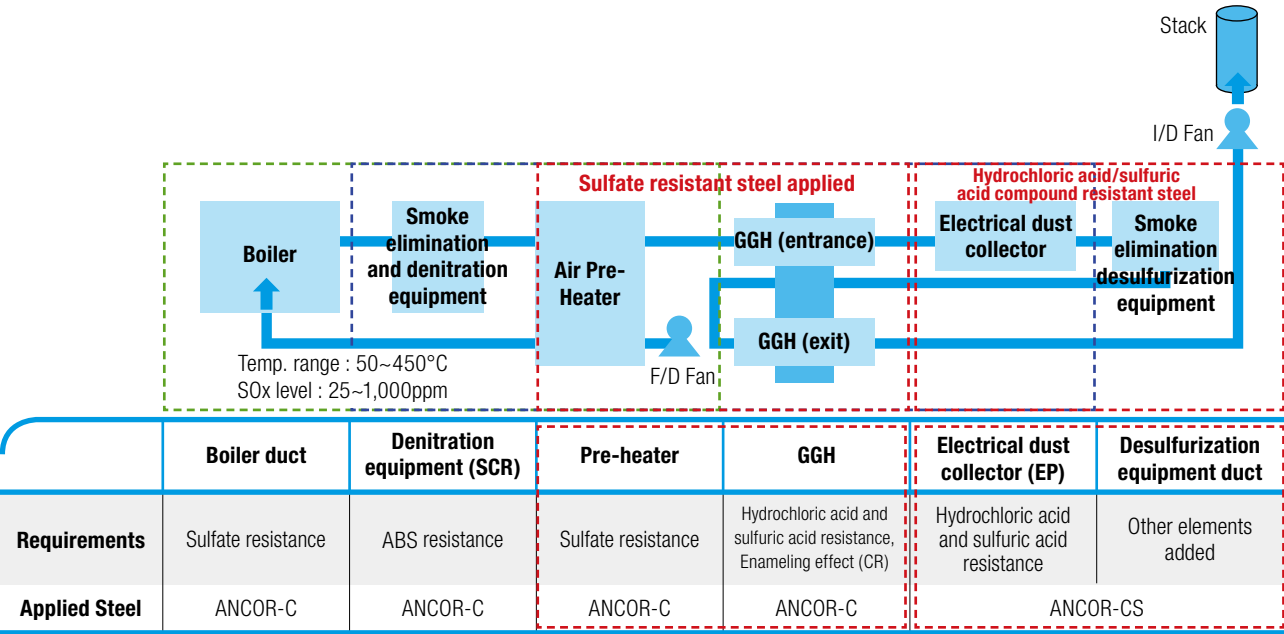 Stack
I/D Fan
Sulfate resistant steel applied
Hydrochloric acid/sulfuric
acid compound resistant steel
Boiler
Smoke
elimination
and denitration
equipment
Air Pre-
Heater
GGH (entrance)
Electrical dust
collector
Smoke
elimination
desulfurization
equipment
GGH (exit)
F/D Fan
Temp. range : 50~450°C
SOx level : 25~1,000ppm
Boiler duct
Denitration
equipment (SCR)
Pre-heater
GGH
Electrical dust
collector (EP)
Desulfurization
equipment duct
Requirements
Sulfate resistance
ABS resistance
Sulfate resistance
Hydrochloric acid and
sulfuric acid resistance,
Enameling effect (CR)
Hydrochloric acid
and sulfuric acid
resistance
Other elements
added
Applied Steel
ANCOR-C
ANCOR-C
ANCOR-C
ANCOR-C
ANCOR-CS